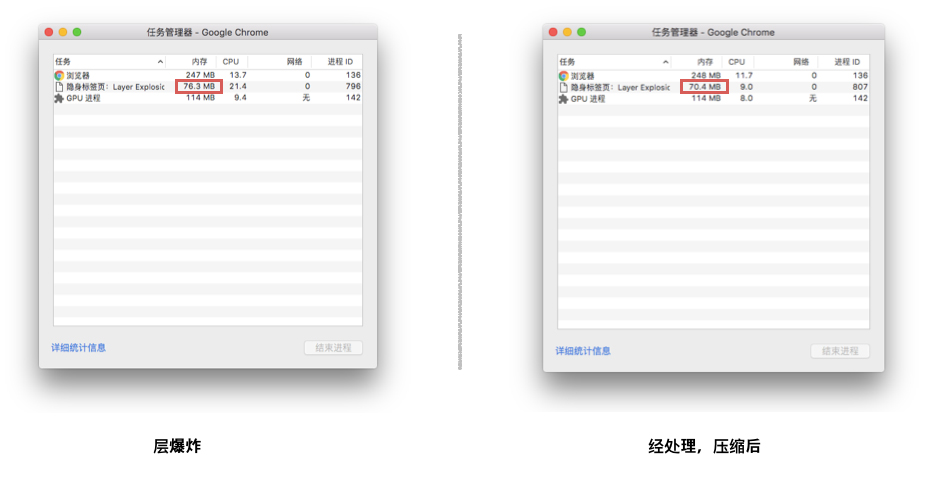 任务管理器 - Google Chrome
任务 内存 CPU 网络 进程 ID
浏览器 247 MB 13.7 0 136
隐身标签页: Layer Explosic 76.3 MB 21.4 0 796
GPU 进程 114 MB 9.4 无 142
详细统计信息 结束进程
层爆炸
任务管理器 - Google Chrome
任务 内存 CPU 网络 进程 ID
浏览器 248 MB 11.7 0 136
隐身标签页: Layer Explosic 70.4 MB 9.0 0 807
GPU 进程 114 MB 8.0 无 142
详细统计信息 结束进程
经处理，压缩后